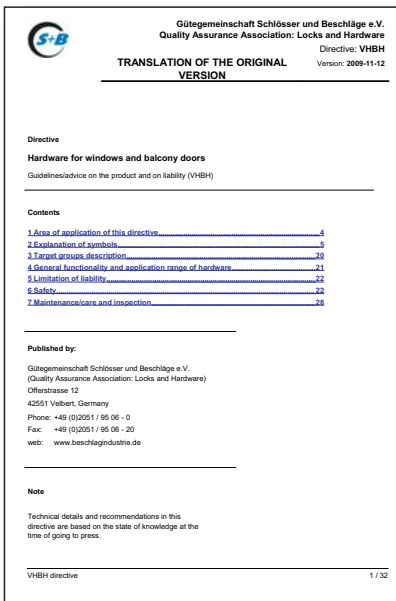 S+B
Gütegemeinschaft Schlösser und Beschläge e.V.
Quality Assurance Association: Locks and Hardware
Directive: VHBH
TRANSLATION OF THE ORIGINAL
VERSION
Version: 2009-11-12
Directive
Hardware for windows and balcony doors
Guidelines/advice on the product and on liability (VHBH)
Contents
1 Area of application of this directive 4
2 Explanation of symbols 5
3 Target groups description 20
4 General functionality and application range of hardware 21
5 Limitation of liability 22
6 Safety 22
7 Maintenance/care and inspection 28
Published by:
Gütegemeinschaft Schlösser und Beschläge e.V.
(Quality Assurance Association: Locks and Hardware)
Offerstrasse 12
42551 Velbert, Germany
Phone: +49 (0)2051 / 95 06 - 0
Fax: +49 (0)2051 / 95 06 - 20
web: www.beschlagindustrie.de
Note
Technical details and recommendations in this
directive are based on the state of knowledge at the
time of going to press.
VHBH directive 1 / 32